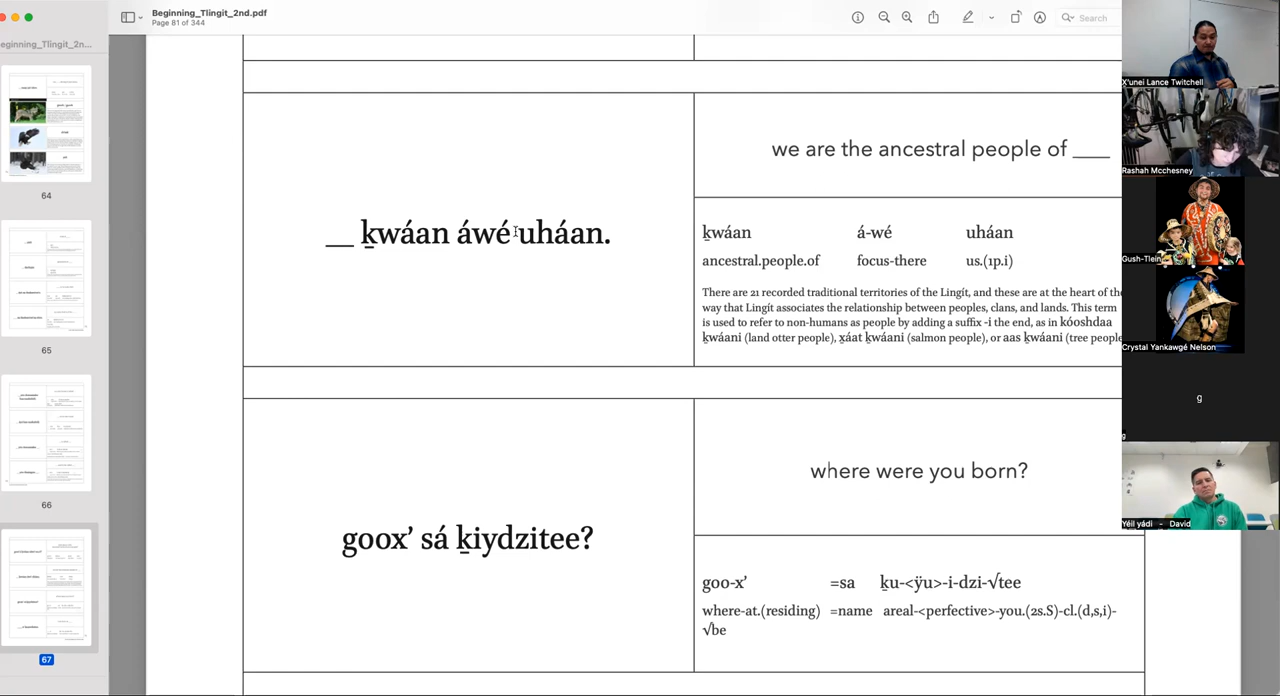 Beginning_Tlingit_2nd.pdf
Page 81 of 344
Search
eginning_Tlingit_2n...
64
65
66
67
we are the ancestral people of ____
__ ḵwáan áwé uháan.
ḵwáan á-wé uháan
ancestral.people.of focus-there us.(1p.i)
There are 21 recorded traditional territories of the Lingít, and these are at the heart of the
way that Lingít associates the relationship between peoples, clans, and lands. This term
is used to refer to non-humans as people by adding a suffix -i the end, as in kóoshdaa
ḵwáani (land otter people), x̱áat ḵwáani (salmon people), or aas ḵwáani (tree people
where were you born?
goox’ sá ḵiydzitee?
goo-x’ =sa ḵu-<ÿu>-i-dzi-√tee
where-at.(residing) =name areal-<perfective>-you.(2s.S)-cl.(d,s,i)-
√be
X̱'unei Lance Twitchell
Rashah Mcchesney
Gush-Tlein
Crystal Yankawgé Nelson
g
g
Yéil yádi - David